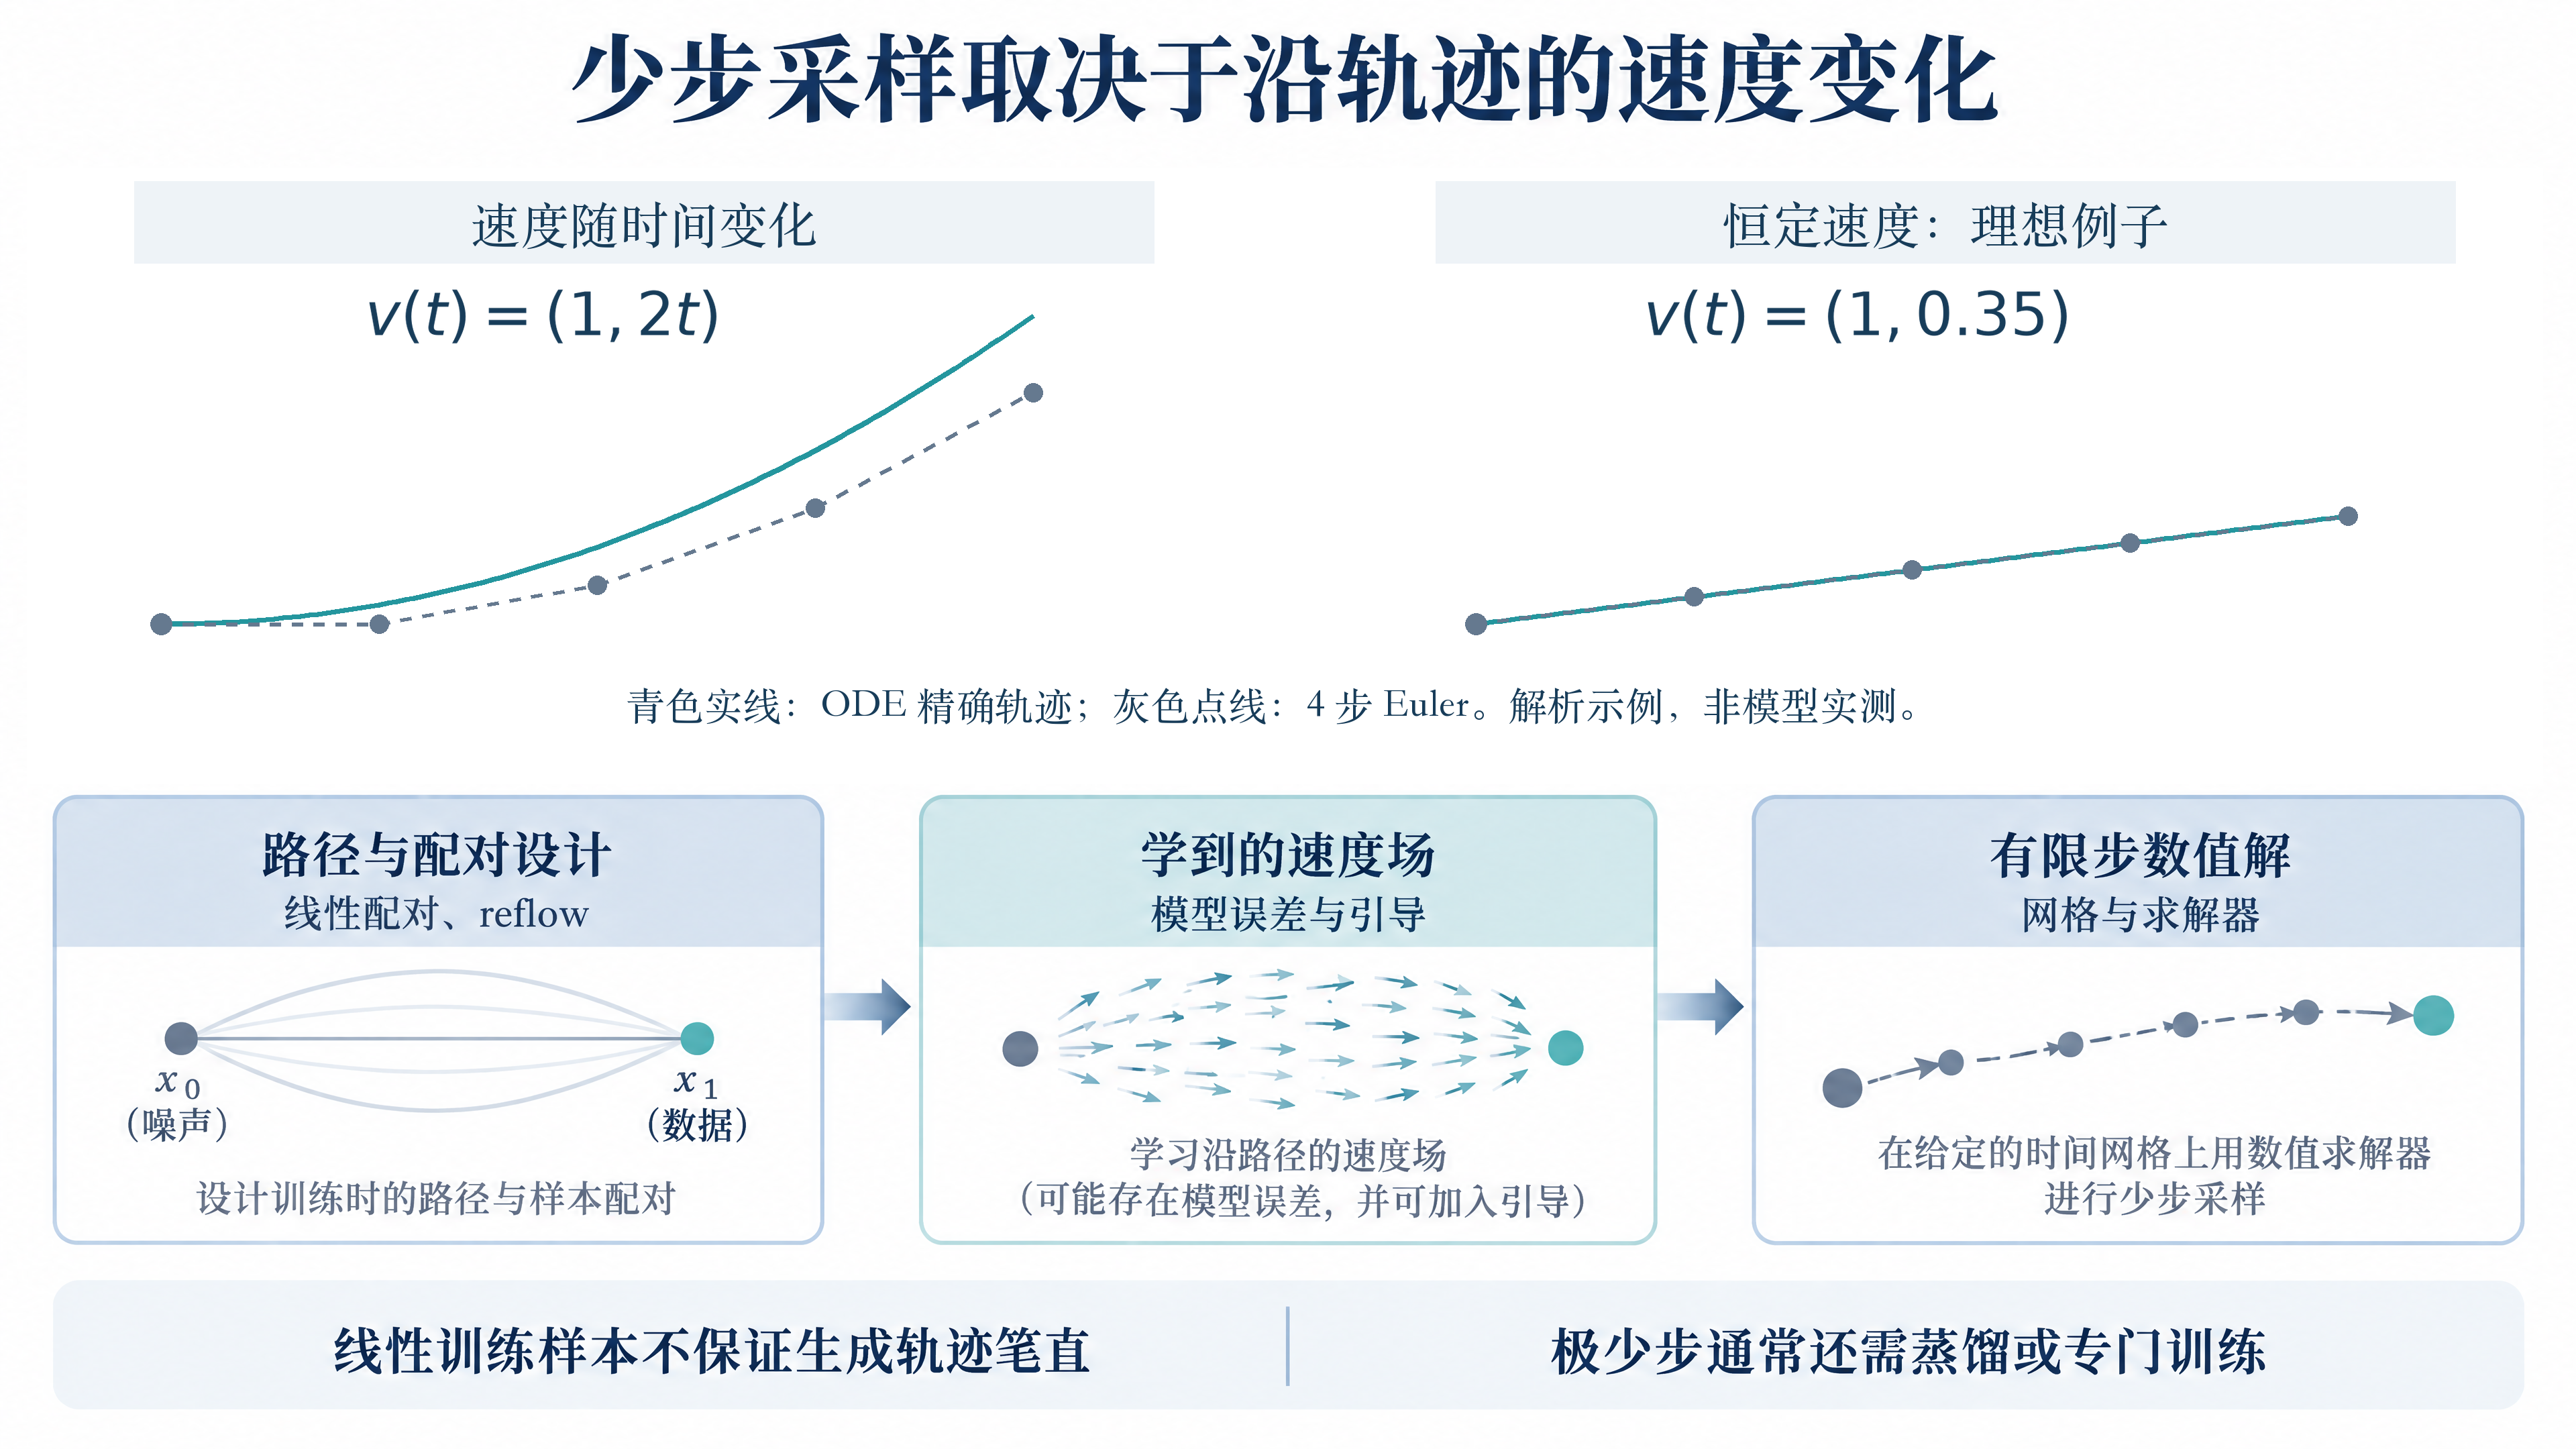 少步采样取决于沿轨迹的速度变化
速度随时间变化
v(t) = (1, 2t)
恒定速度：理想例子
v(t) = (1, 0.35)
青色实线：ODE 精确轨迹；灰色点线：4 步 Euler。解析示例，非模型实测。
路径与配对设计
线性配对、reflow
x₀
（噪声）
x₁
（数据）
设计训练时的路径与样本配对
学到的速度场
模型误差与引导
学习沿路径的速度场
（可能存在模型误差，并可加入引导）
有限步数值解
网格与求解器
在给定的时间网格上用数值求解器
进行少步采样
线性训练样本不保证生成轨迹笔直
极少步通常还需蒸馏或专门训练